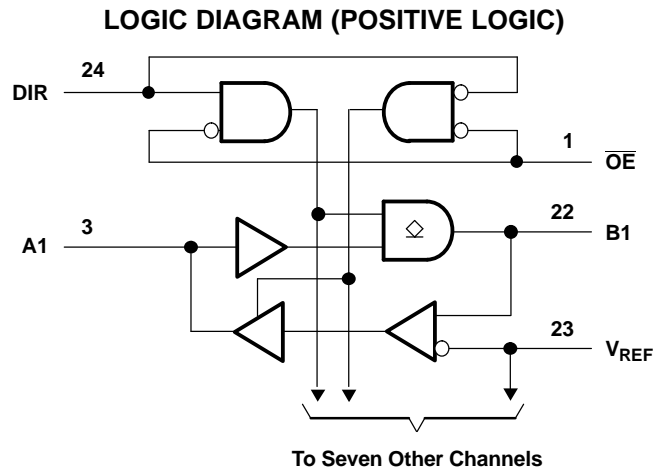 LOGIC DIAGRAM (POSITIVE LOGIC)
24
DIR
1
OE
3
A1
22
B1
23
VREF
To Seven Other Channels